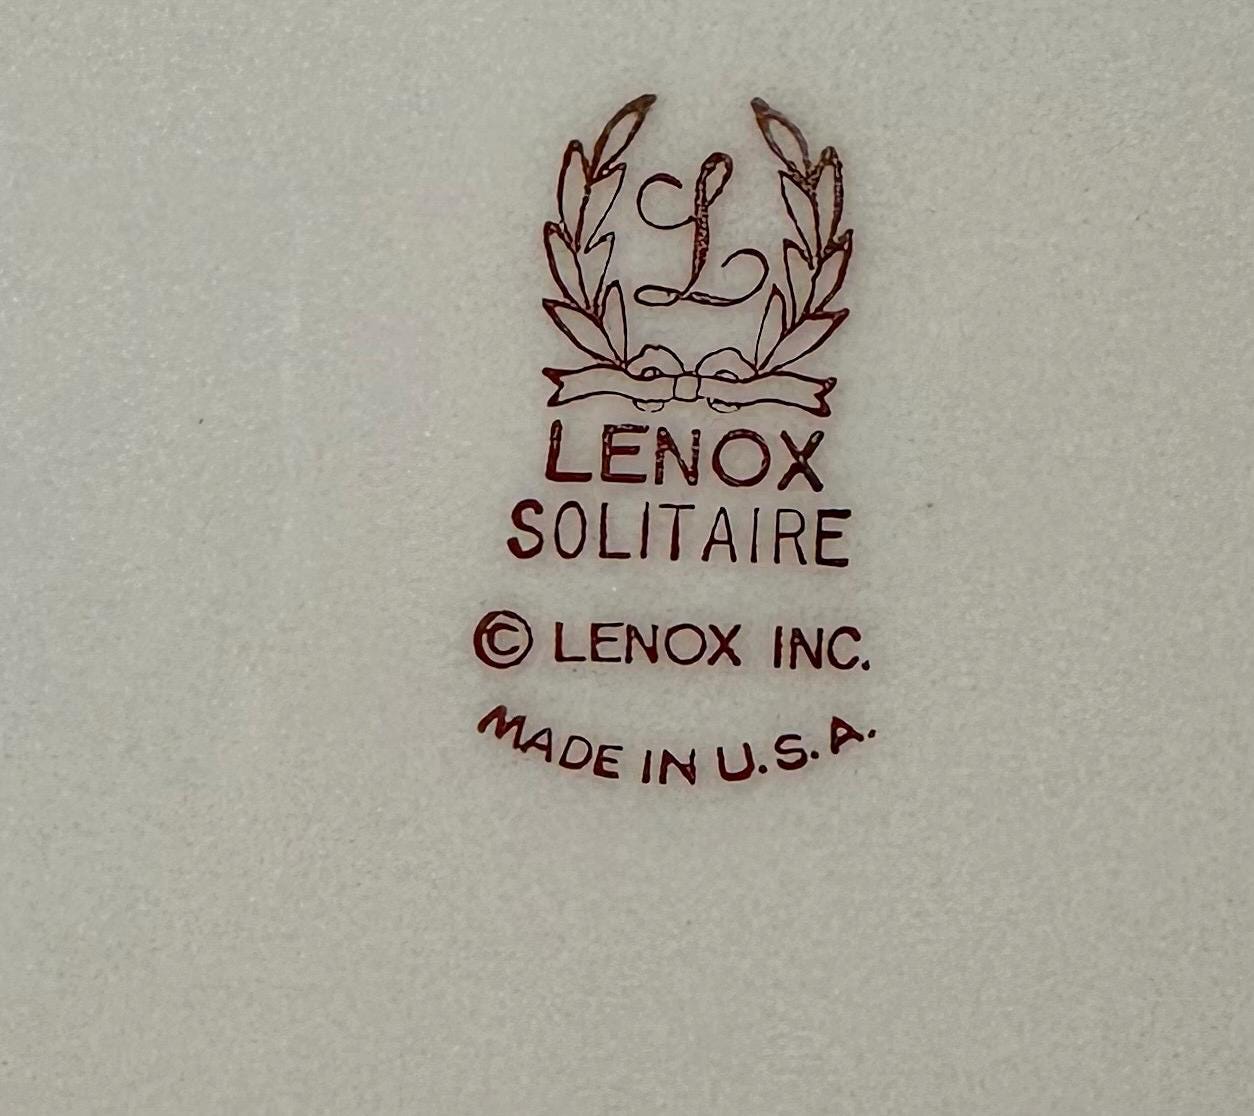 L
LENOX
SOLITAIRE
© LENOX INC.
MADE IN U.S.A.